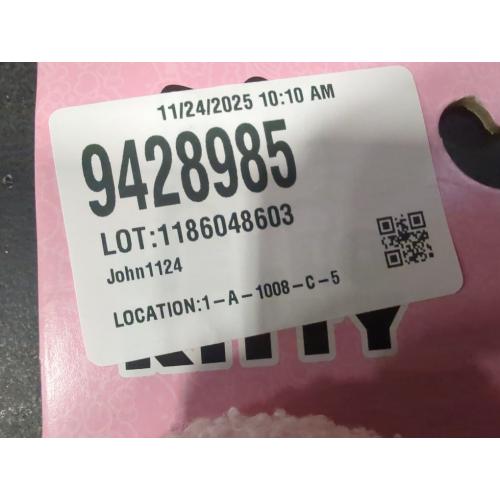 11/24/2025 10:10 AM
9428985
LOT:1186048603
John1124
LOCATION:1-A-1008-C-5
KITTY